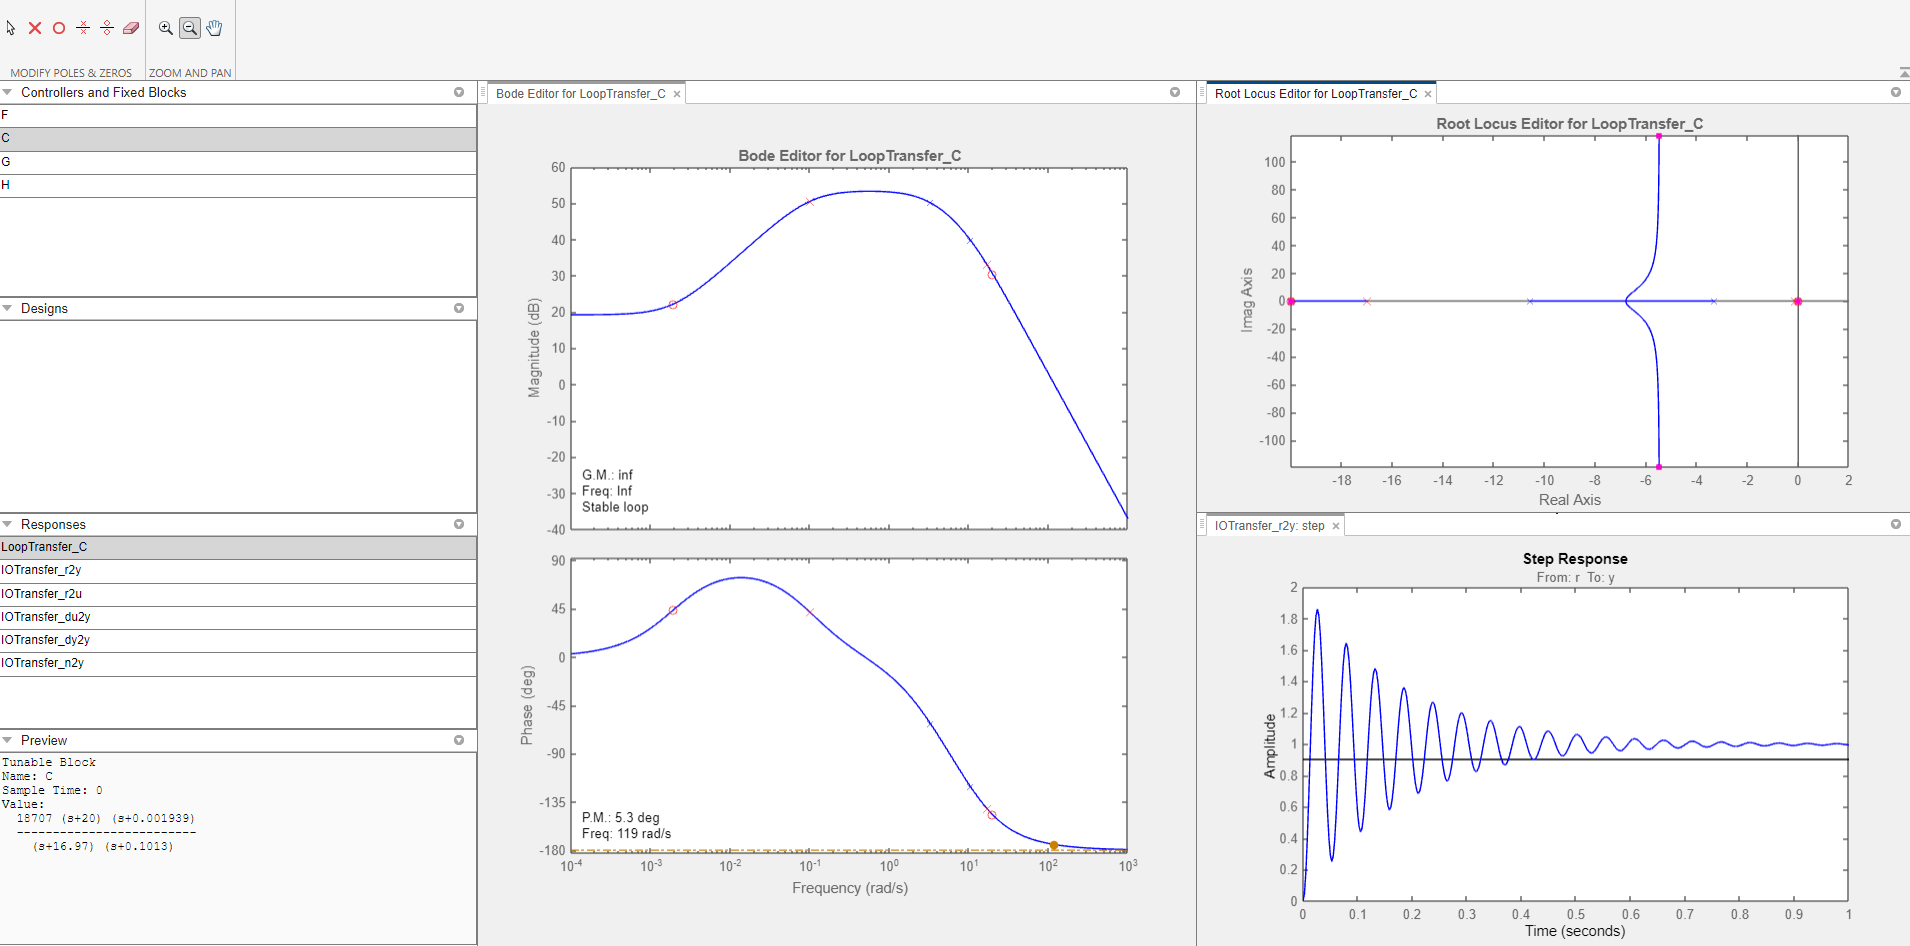 MODIFY POLES & ZEROS
ZOOM AND PAN
Controllers and Fixed Blocks
F
C
G
H
Designs
Responses
LoopTransfer_C
IOTransfer_r2y
IOTransfer_r2u
IOTransfer_du2y
IOTransfer_dy2y
IOTransfer_n2y
Preview
Tunable Block
Name: C
Sample Time: 0
Value:
18707 (s+20) (s+0.001939)
-------------------------
(s+16.97) (s+0.1013)
Bode Editor for LoopTransfer_C
Bode Editor for LoopTransfer_C
Magnitude (dB)
60
50
40
30
20
10
0
-10
-20
-30
-40
G.M.: inf
Freq: Inf
Stable loop
Phase (deg)
90
45
0
-45
-90
-135
-180
P.M.: 5.3 deg
Freq: 119 rad/s
10-4 10-3 10-2 10-1 100 101 102 103
Frequency (rad/s)
Root Locus Editor for LoopTransfer_C
Root Locus Editor for LoopTransfer_C
Imag Axis
100
80
60
40
20
0
-20
-40
-60
-80
-100
-18 -16 -14 -12 -10 -8 -6 -4 -2 0 2
Real Axis
IOTransfer_r2y: step
Step Response
From: r To: y
Amplitude
2
1.8
1.6
1.4
1.2
1
0.8
0.6
0.4
0.2
0
0 0.1 0.2 0.3 0.4 0.5 0.6 0.7 0.8 0.9 1
Time (seconds)